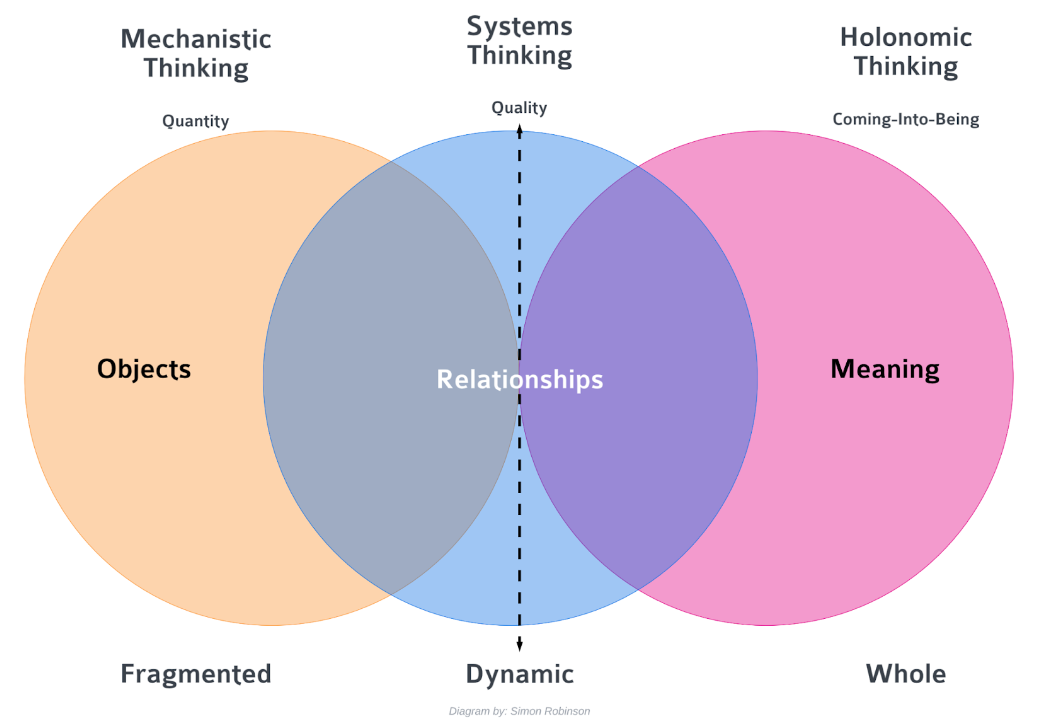 Mechanistic
Thinking
Systems
Thinking
Holonomic
Thinking
Quantity
Quality
Coming-Into-Being
Objects
Relationships
Meaning
Fragmented
Dynamic
Whole
Diagram by: Simon Robinson